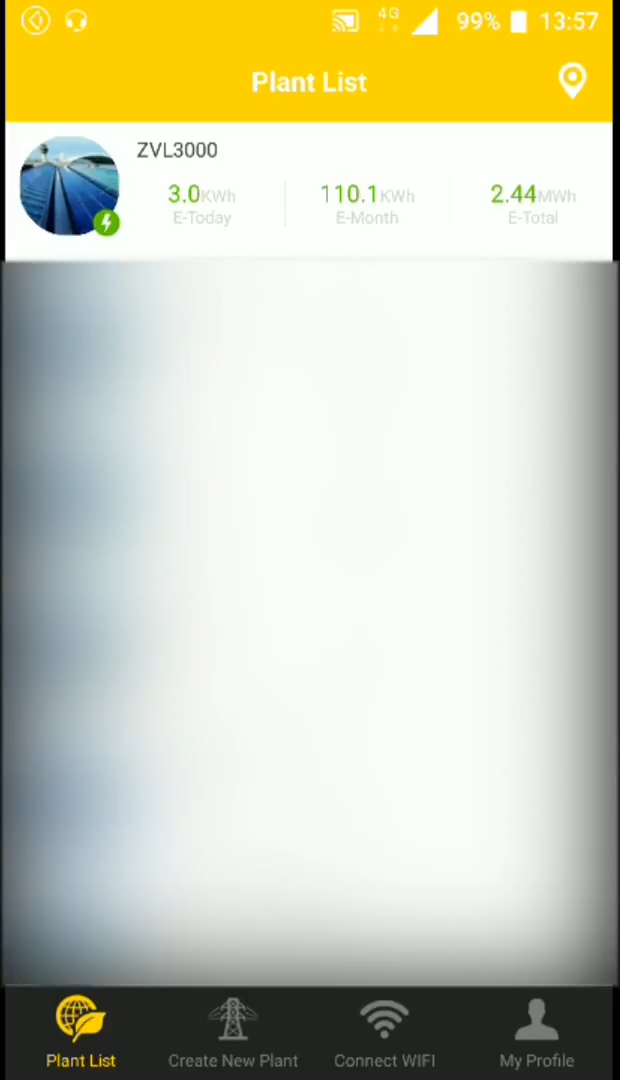 4G 99% 13:57
Plant List
ZVL3000
3.0KWh 110.1KWh 2.44MWh
E-Today E-Month E-Total
Plant List Create New Plant Connect WIFI My Profile